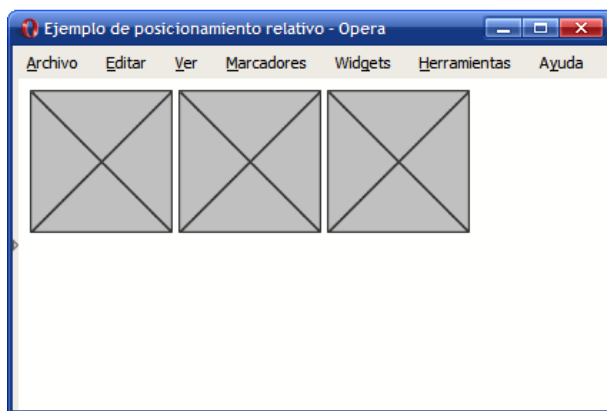 Ejemplo de posicionamiento relativo - Opera
Archivo Editar Ver Marcadores Widgets Herramientas Ayuda